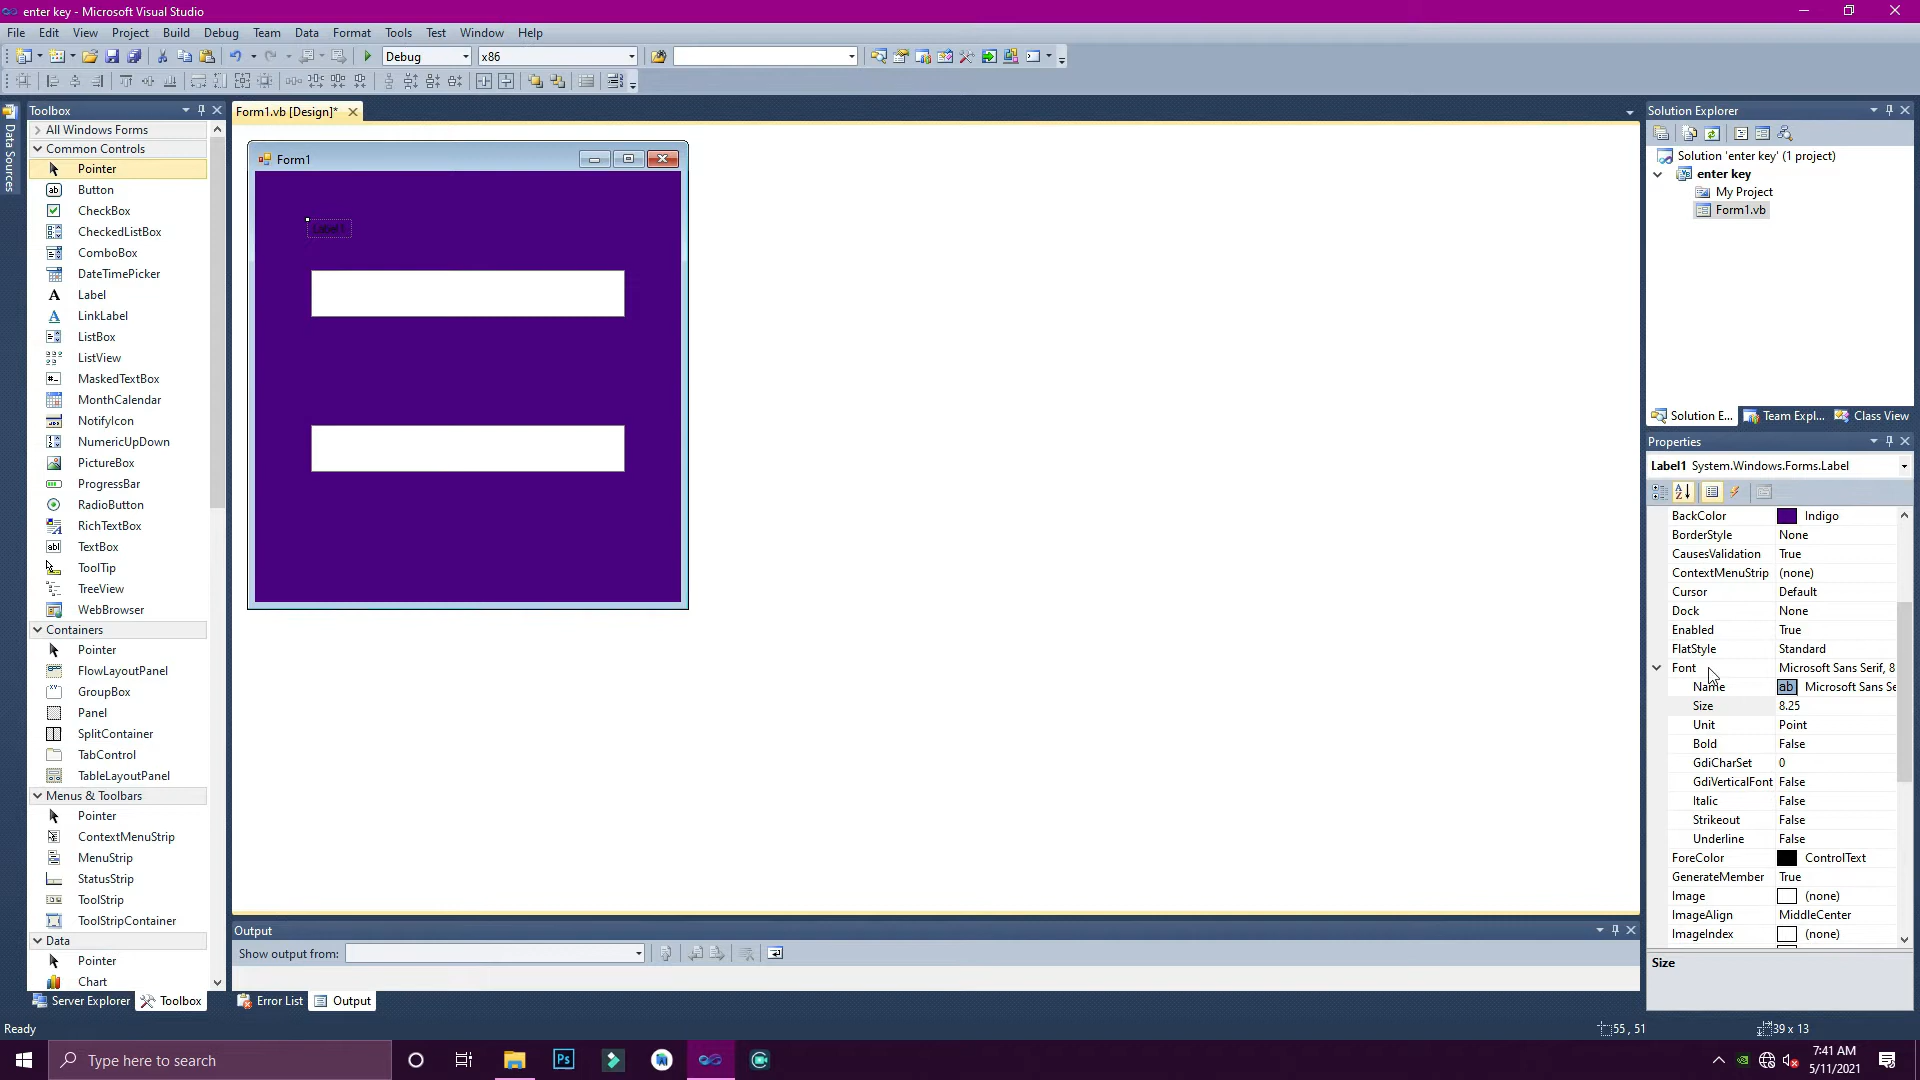 enter key - Microsoft Visual Studio
File Edit View Project Build Debug Team Data Format Tools Test Window Help
Debug x86
Data Sources
Toolbox
All Windows Forms
Common Controls
Pointer
Button
CheckBox
CheckedListBox
ComboBox
DateTimePicker
Label
LinkLabel
ListBox
ListView
MaskedTextBox
MonthCalendar
NotifyIcon
NumericUpDown
PictureBox
ProgressBar
RadioButton
RichTextBox
TextBox
ToolTip
TreeView
WebBrowser
Containers
Pointer
FlowLayoutPanel
GroupBox
Panel
SplitContainer
TabControl
TableLayoutPanel
Menus & Toolbars
Pointer
ContextMenuStrip
MenuStrip
StatusStrip
ToolStrip
ToolStripContainer
Data
Pointer
Chart
Server Explorer Toolbox
Form1.vb [Design]*
Form1
Label1
Output
Show output from:
Error List Output
Solution Explorer
Solution 'enter key' (1 project)
enter key
My Project
Form1.vb
Solution E... Team Expl... Class View
Properties
Label1 System.Windows.Forms.Label
BackColor Indigo
BorderStyle None
CausesValidation True
ContextMenuStrip (none)
Cursor Default
Dock None
Enabled True
FlatStyle Standard
Font Microsoft Sans Serif, 8
Name ab Microsoft Sans Se
Size 8.25
Unit Point
Bold False
GdiCharSet 0
GdiVerticalFont False
Italic False
Strikeout False
Underline False
ForeColor ControlText
GenerateMember True
Image (none)
ImageAlign MiddleCenter
ImageIndex (none)
Size
Ready 55 , 51 39 x 13
Type here to search
Ps
7:41 AM
5/11/2021